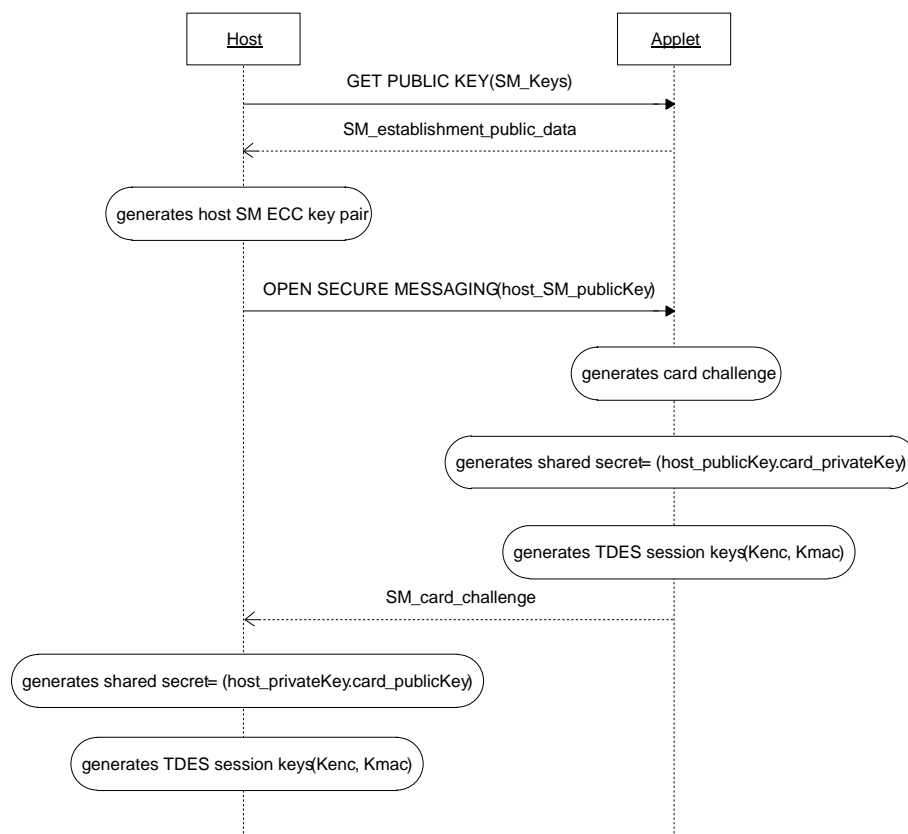 Host
Applet
GET PUBLIC KEY(SM_Keys)
SM_establishment_public_data
generates host SM ECC key pair
OPEN SECURE MESSAGING(host_SM_publicKey)
generates card challenge
generates shared secret= (host_publicKey.card_privateKey)
generates TDES session keys(Kenc, Kmac)
SM_card_challenge
generates shared secret= (host_privateKey.card_publicKey)
generates TDES session keys(Kenc, Kmac)